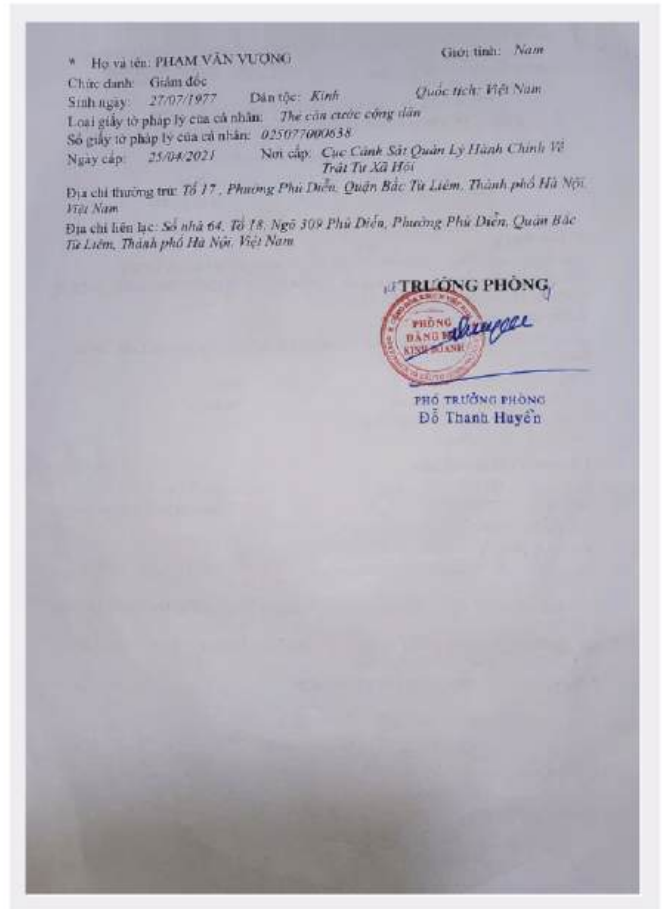 * Họ và tên: PHẠM VĂN VƯƠNG Giới tính: Nam
Chức danh: Giám đốc
Sinh ngày: 27/07/1977 Dân tộc: Kinh Quốc tịch: Việt Nam
Loại giấy tờ pháp lý của cá nhân: Thẻ căn cước công dân
Số giấy tờ pháp lý của cá nhân: 025077000638
Ngày cấp: 25/04/2021 Nơi cấp: Cục Cảnh Sát Quản Lý Hành Chính Về
Trật Tự Xã Hội
Địa chỉ thường trú: Tổ 17, Phường Phú Diễn, Quận Bắc Từ Liêm, Thành phố Hà Nội,
Việt Nam
Địa chỉ liên lạc: Số nhà 64, Tổ 18, Ngõ 309 Phú Diễn, Phường Phú Diễn, Quận Bắc
Từ Liêm, Thành phố Hà Nội, Việt Nam
TRƯỞNG PHÒNG
PHÒNG
ĐĂNG KÝ
KINH DOANH
PHÓ TRƯỞNG PHÒNG
Đỗ Thanh Huyền